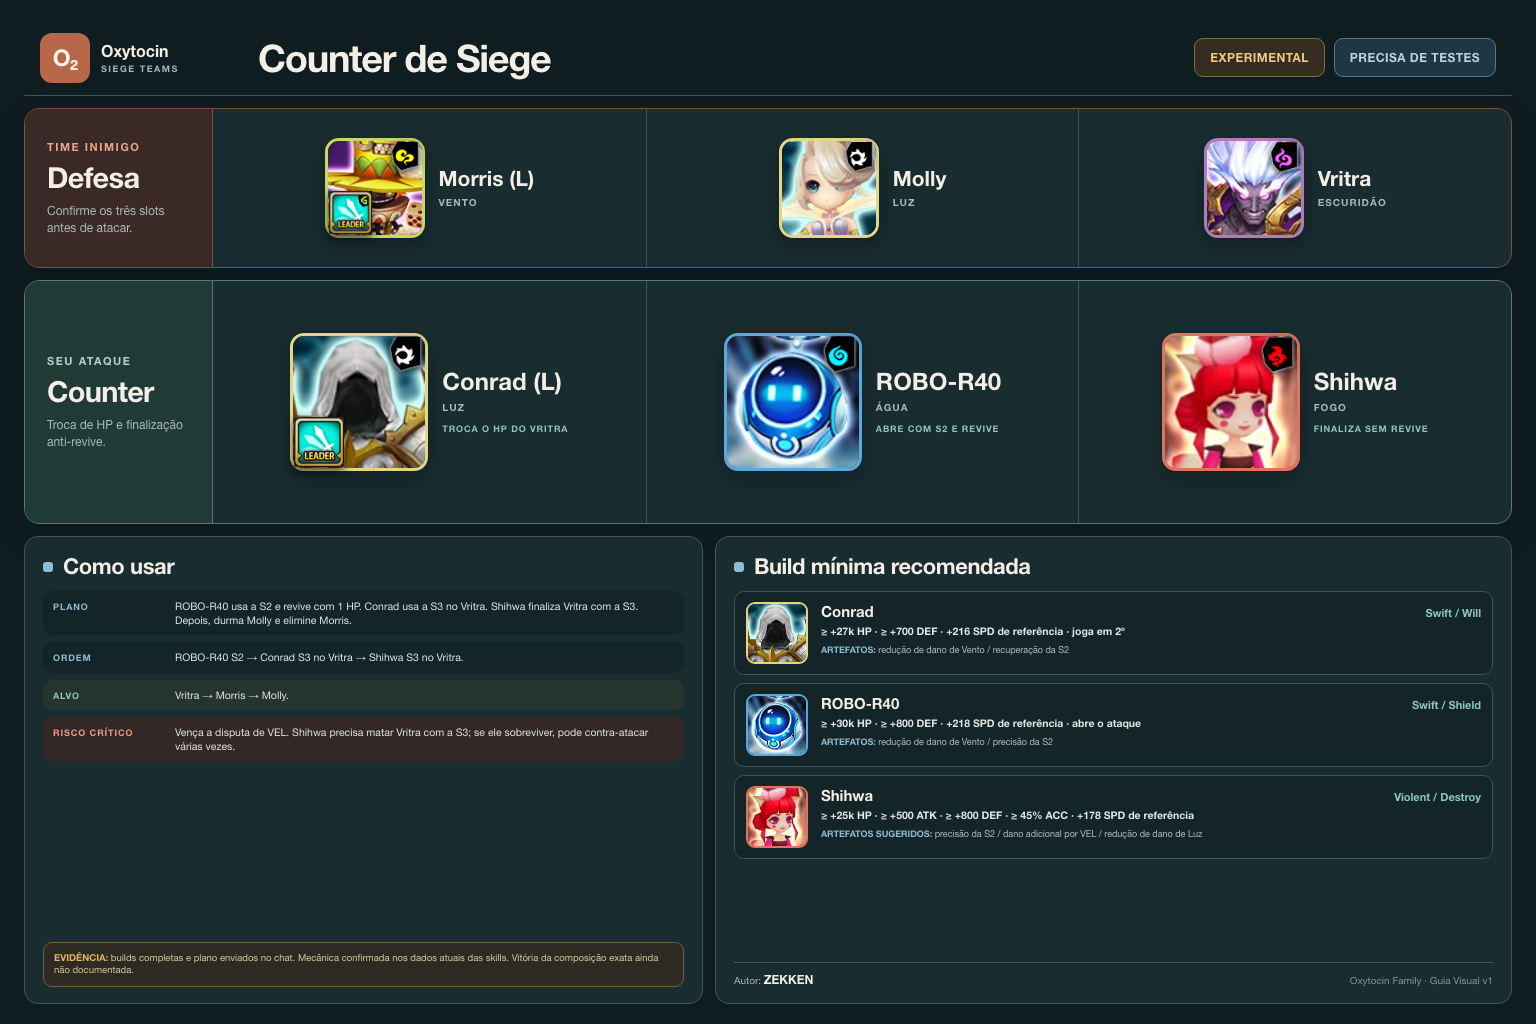 O2
Oxytocin
SIEGE TEAMS
Counter de Siege
EXPERIMENTAL
PRECISA DE TESTES
TIME INIMIGO
Defesa
Confirme os três slots
antes de atacar.
LEADER
Morris (L)
VENTO
Molly
LUZ
Vritra
ESCURIDÃO
SEU ATAQUE
Counter
Troca de HP e finalização
anti-revive.
LEADER
Conrad (L)
LUZ
TROCA O HP DO VRITRA
ROBO-R40
ÁGUA
ABRE COM S2 E REVIVE
Shihwa
FOGO
FINALIZA SEM REVIVE
Como usar
PLANO
ROBO-R40 usa a S2 e revive com 1 HP. Conrad usa a S3 no Vritra. Shihwa finaliza Vritra com a S3.
Depois, durma Molly e elimine Morris.
ORDEM
ROBO-R40 S2 → Conrad S3 no Vritra → Shihwa S3 no Vritra.
ALVO
Vritra → Morris → Molly.
RISCO CRÍTICO
Vença a disputa de VEL. Shihwa precisa matar Vritra com a S3; se ele sobreviver, pode contra-atacar
várias vezes.
EVIDÊNCIA: builds completas e plano enviados no chat. Mecânica confirmada nos dados atuais das skills. Vitória da composição exata ainda
não documentada.
Build mínima recomendada
Conrad
Swift / Will
≥ +27k HP · ≥ +700 DEF · +216 SPD de referência · joga em 2º
ARTEFATOS: redução de dano de Vento / recuperação da S2
ROBO-R40
Swift / Shield
≥ +30k HP · ≥ +800 DEF · +218 SPD de referência · abre o ataque
ARTEFATOS: redução de dano de Vento / precisão da S2
Shihwa
Violent / Destroy
≥ +25k HP · ≥ +500 ATK · ≥ +800 DEF · ≥ 45% ACC · +178 SPD de referência
ARTEFATOS SUGERIDOS: precisão da S2 / dano adicional por VEL / redução de dano de Luz
Autor: ZEKKEN
Oxytocin Family · Guia Visual v1